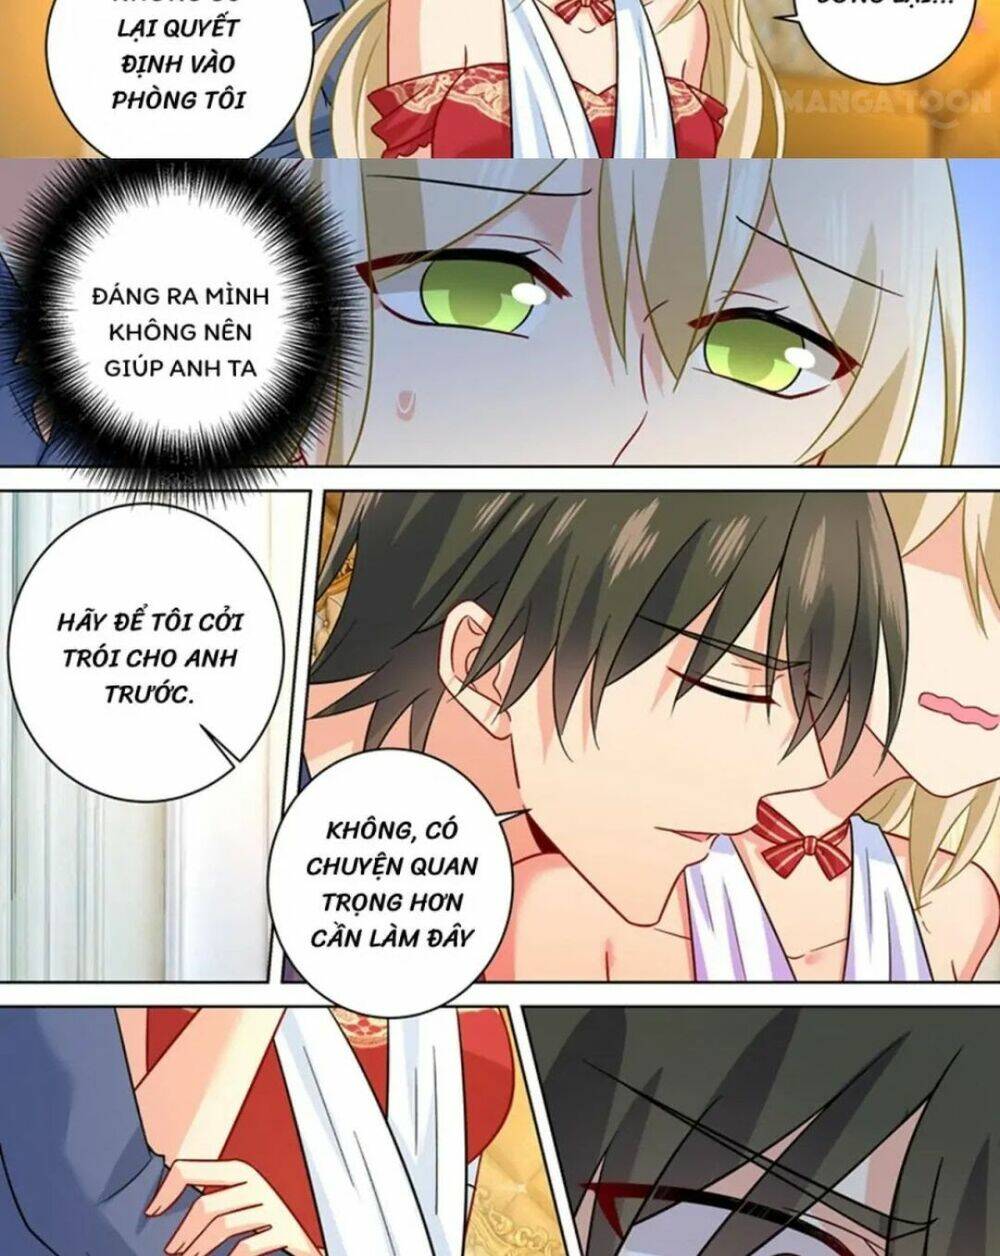 LẠI QUYẾT
ĐỊNH VÀO
PHÒNG TÔI
MANGATOON
ĐÁNG RA MÌNH
KHÔNG NÊN
GIÚP ANH TA
HÃY ĐỂ TÔI CỞI
TRÓI CHO ANH
TRƯỚC.
KHÔNG, CÓ
CHUYỆN QUAN
TRỌNG HƠN
CẦN LÀM ĐÂY